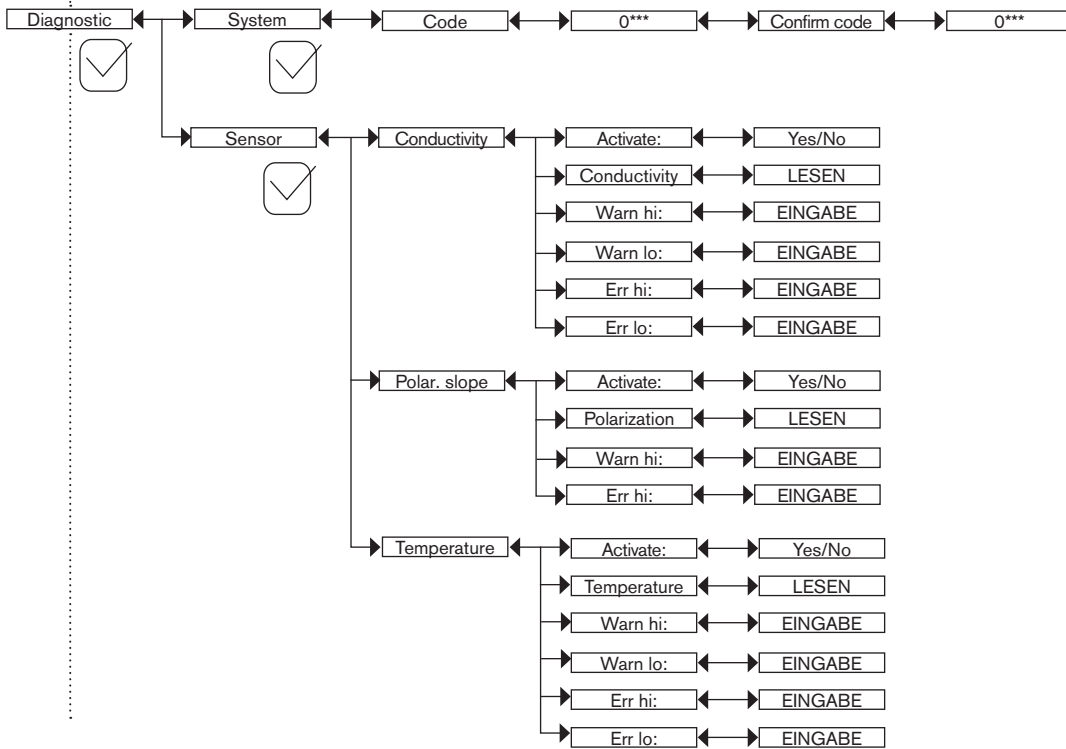 Diagnostic System Code 0*** Confirm code 0***
Sensor Conductivity Activate: Yes/No
Conductivity LESEN
Warn hi: EINGABE
Warn lo: EINGABE
Err hi: EINGABE
Err lo: EINGABE
Polar. slope Activate: Yes/No
Polarization LESEN
Warn hi: EINGABE
Err hi: EINGABE
Temperature Activate: Yes/No
Temperature LESEN
Warn hi: EINGABE
Warn lo: EINGABE
Err hi: EINGABE
Err lo: EINGABE